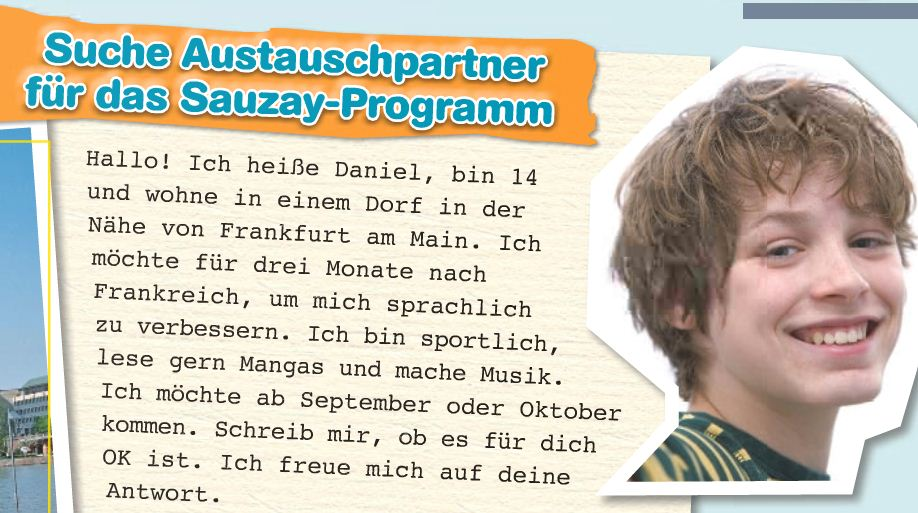 Suche Austauschpartner
für das Sauzay-Programm
Hallo! Ich heiße Daniel, bin 14
und wohne in einem Dorf in der
Nähe von Frankfurt am Main. Ich
möchte für drei Monate nach
Frankreich, um mich sprachlich
zu verbessern. Ich bin sportlich,
lese gern Mangas und mache Musik.
Ich möchte ab September oder Oktober
kommen. Schreib mir, ob es für dich
OK ist. Ich freue mich auf deine
Antwort.